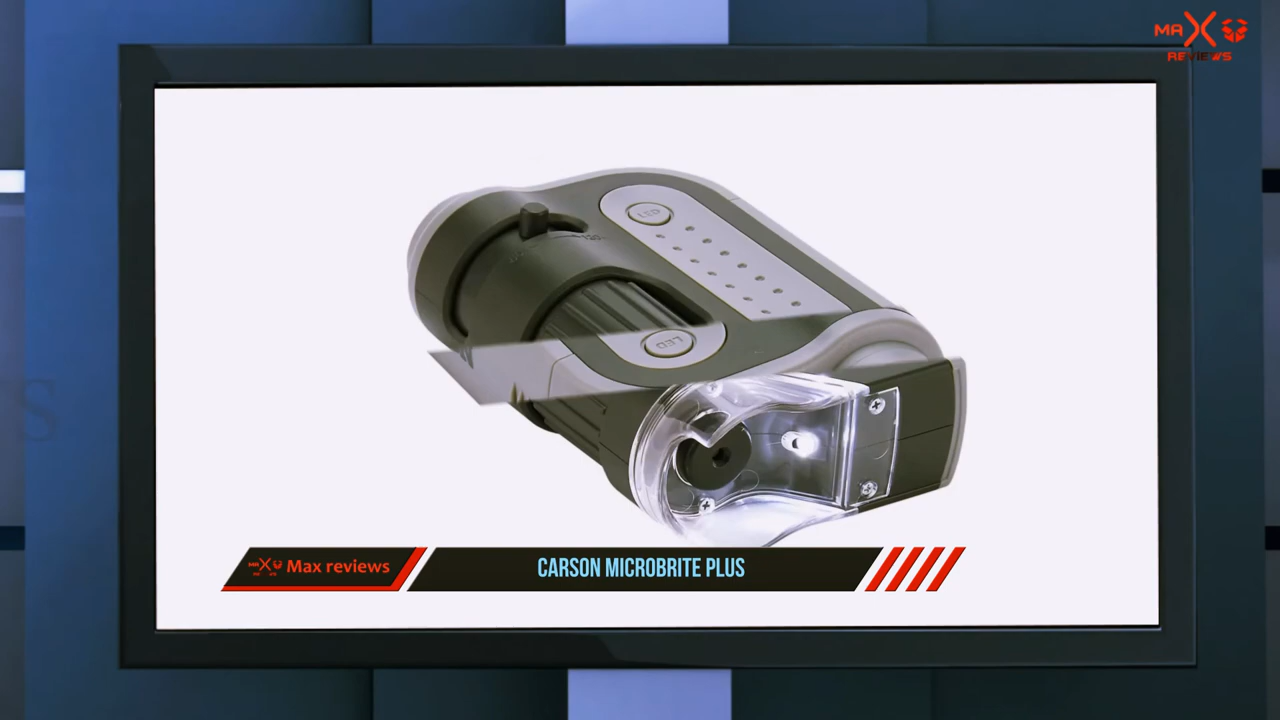 MAX
REVIEWS
LED
LED
Max reviews
CARSON MICROBRITE PLUS